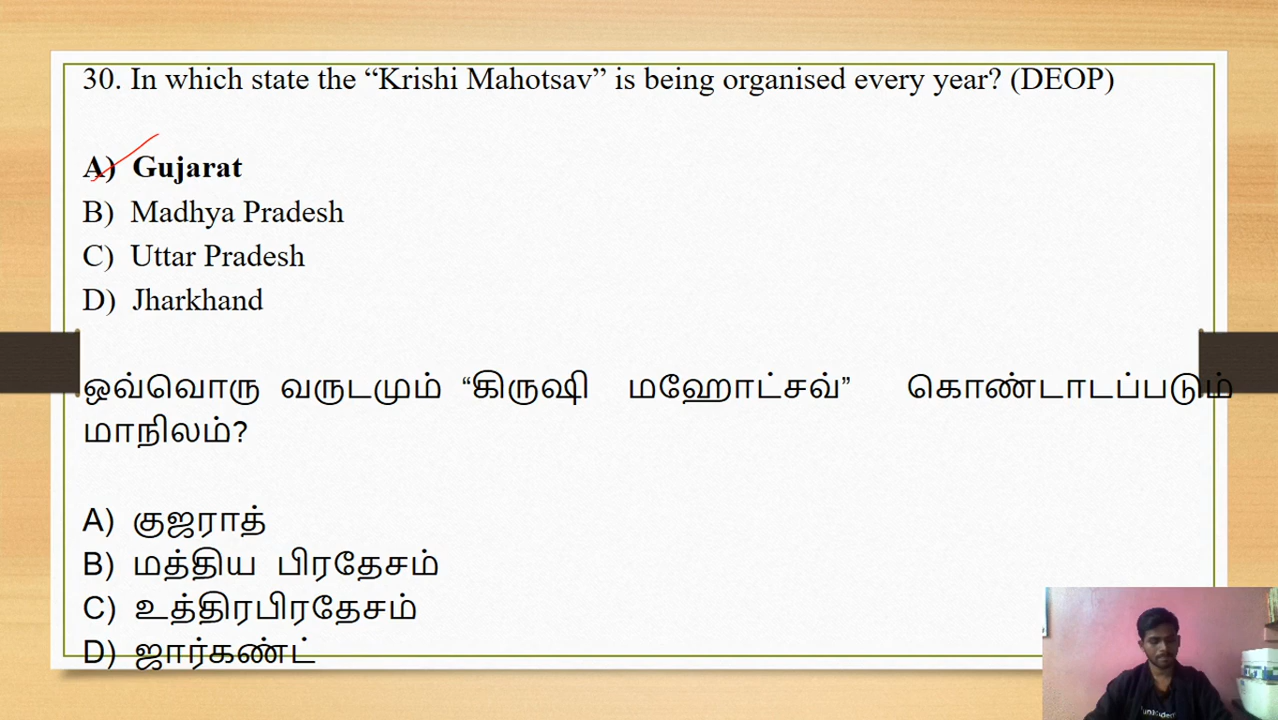 30. In which state the “Krishi Mahotsav” is being organised every year? (DEOP)
A) Gujarat
B) Madhya Pradesh
C) Uttar Pradesh
D) Jharkhand
ஒவ்வொரு வருடமும் “கிருஷி மஹோட்சவ்” கொண்டாடப்படும்
மாநிலம்?
A) குஜராத்
B) மத்திய பிரதேசம்
C) உத்திரபிரதேசம்
D) ஜார்கண்ட்